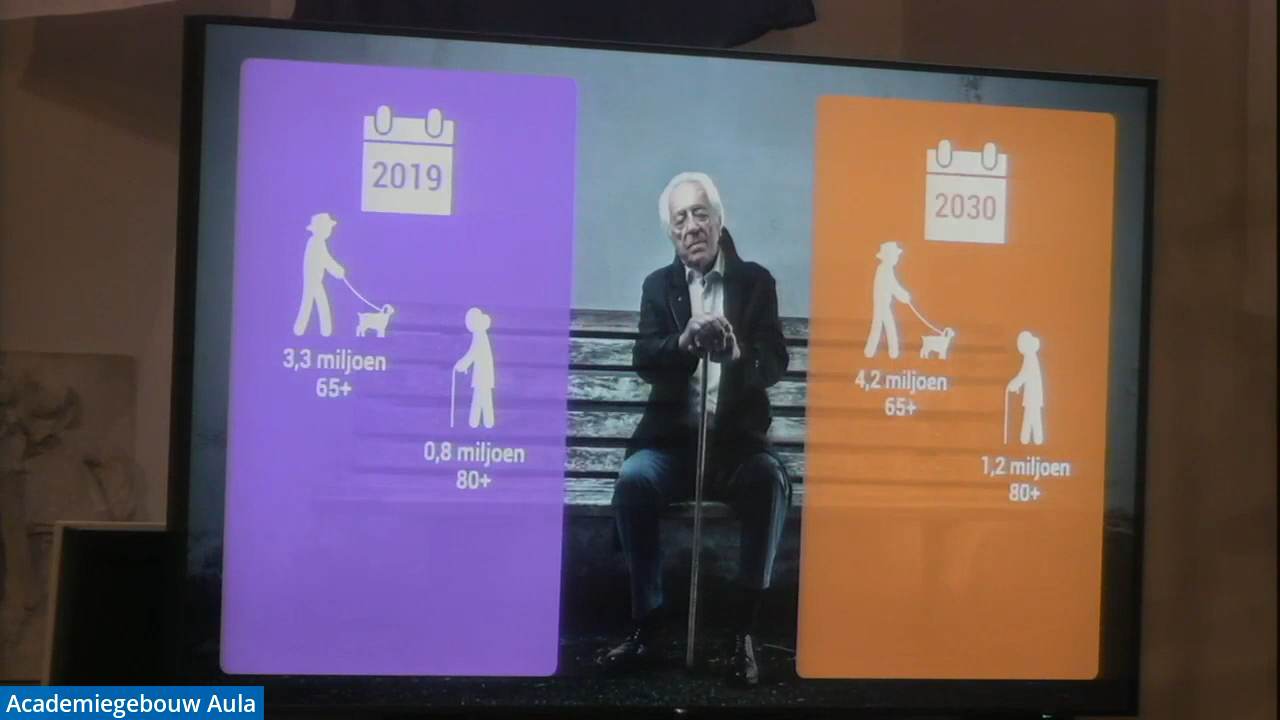 2019
3,3 miljoen
65+
0,8 miljoen
80+
2030
4,2 miljoen
65+
1,2 miljoen
80+
Academiegebouw Aula